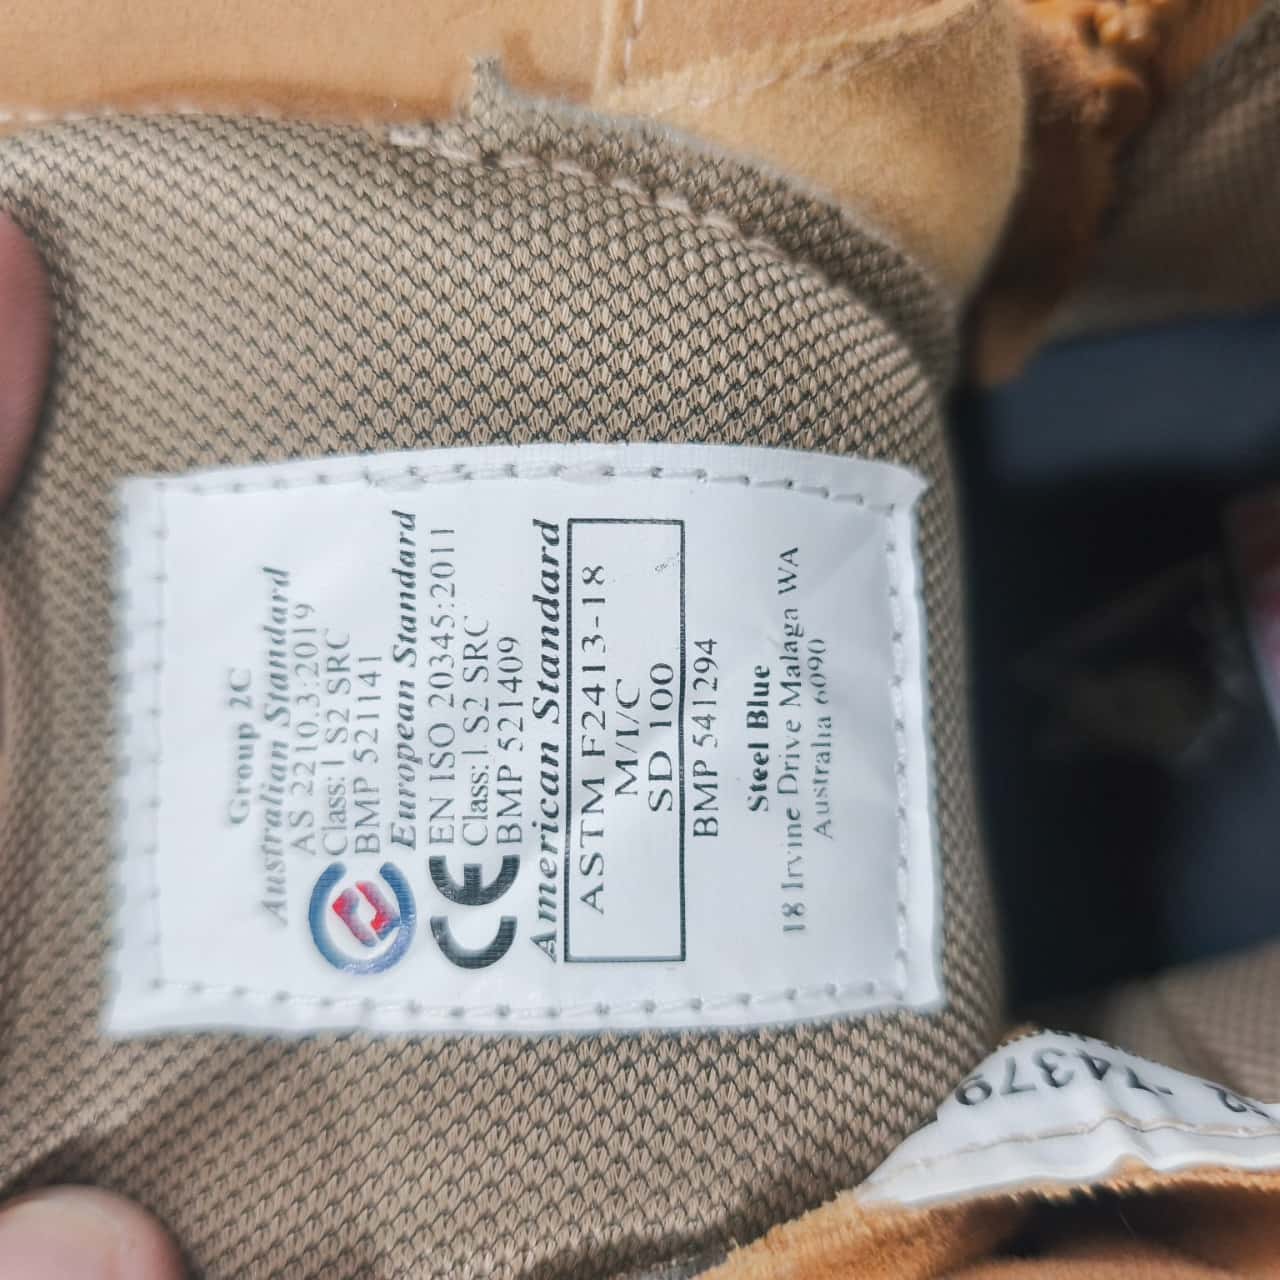 Group 2C
Australian Standard
AS 2210.3:2019
Class: I S2 SRC
BMP 521141
European Standard
CE EN ISO 20345:2011
Class: I S2 SRC
BMP 521409
American Standard
ASTM F2413-18
M/I/C
SD 100
BMP 541294
Steel Blue
18 Irvine Drive Malaga WA
Australia 6090
74379